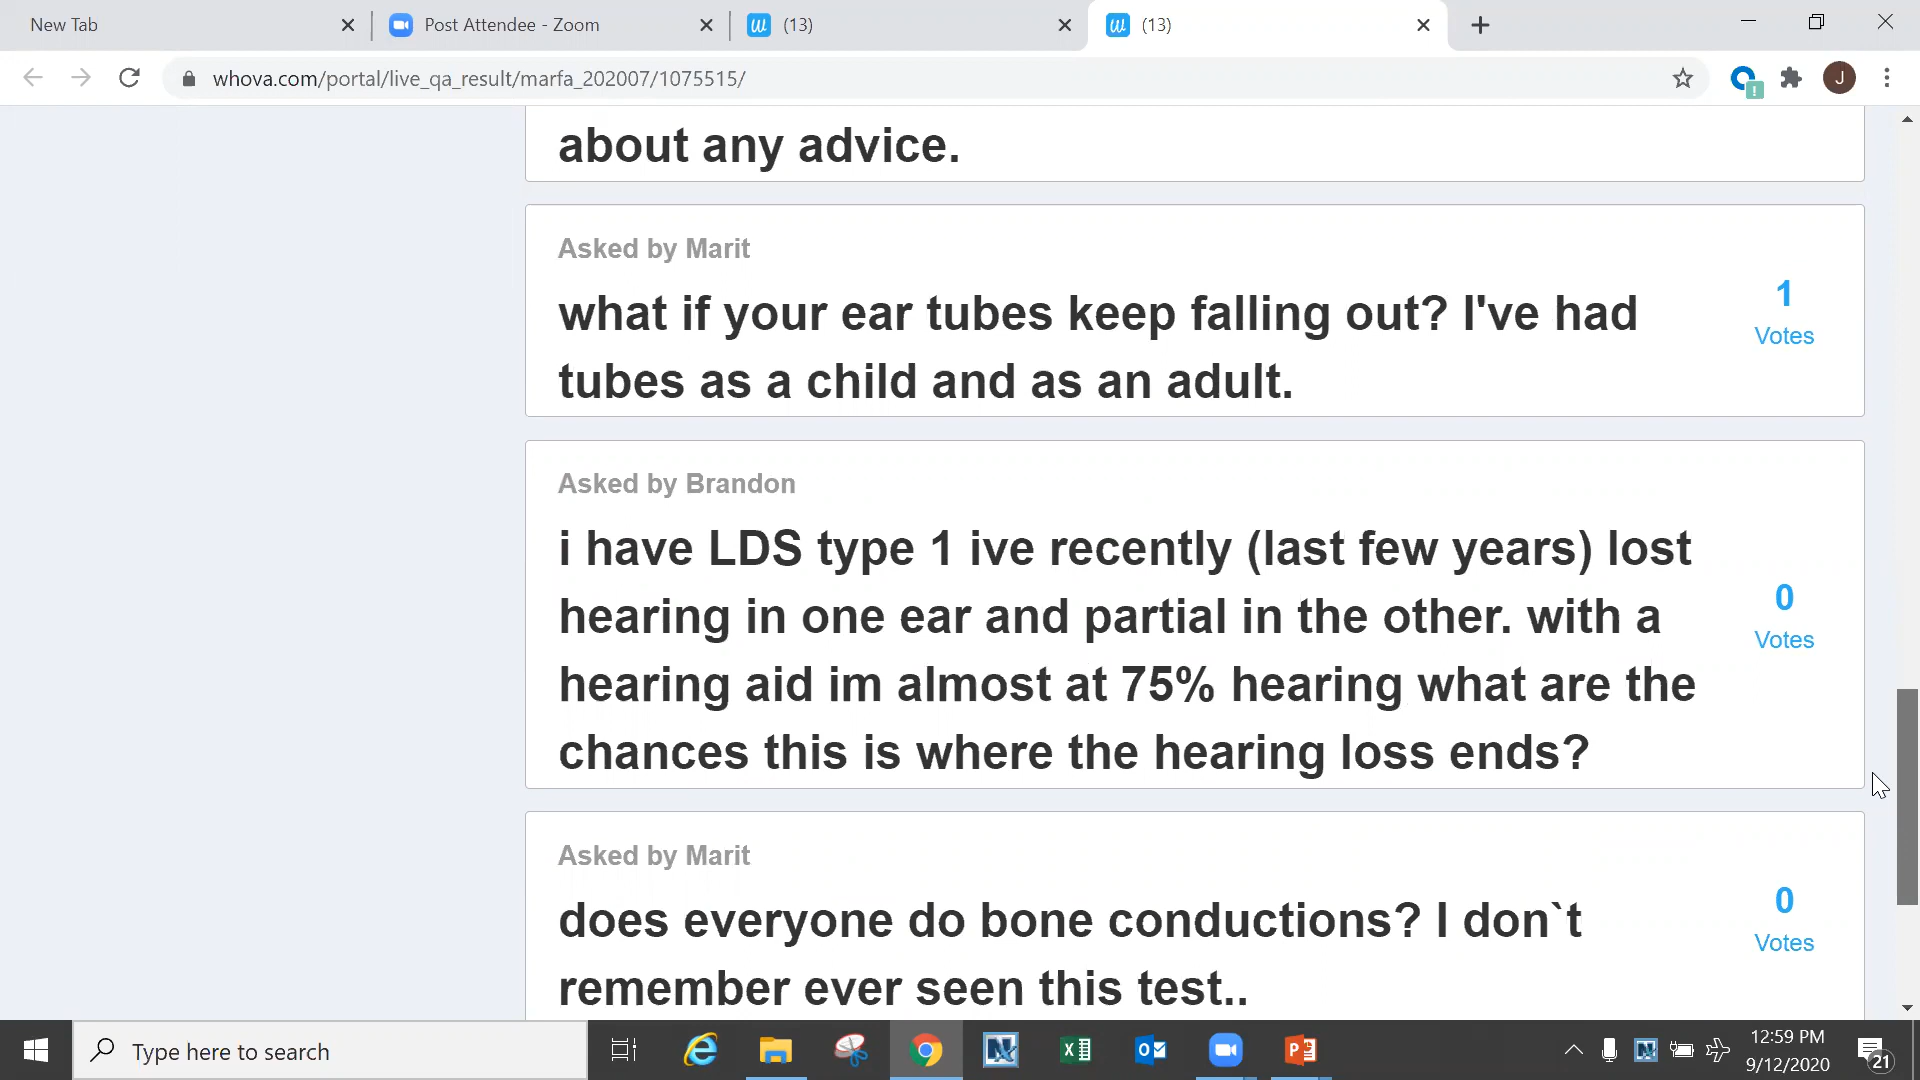 New Tab
Post Attendee - Zoom
(13)
(13)
whova.com/portal/live_qa_result/marfa_202007/1075515/
J
about any advice.
Asked by Marit
what if your ear tubes keep falling out? I've had
tubes as a child and as an adult.
1
Votes
Asked by Brandon
i have LDS type 1 ive recently (last few years) lost
hearing in one ear and partial in the other. with a
hearing aid im almost at 75% hearing what are the
chances this is where the hearing loss ends?
0
Votes
Asked by Marit
does everyone do bone conductions? I don`t
remember ever seen this test..
0
Votes
Type here to search
12:59 PM
9/12/2020
21